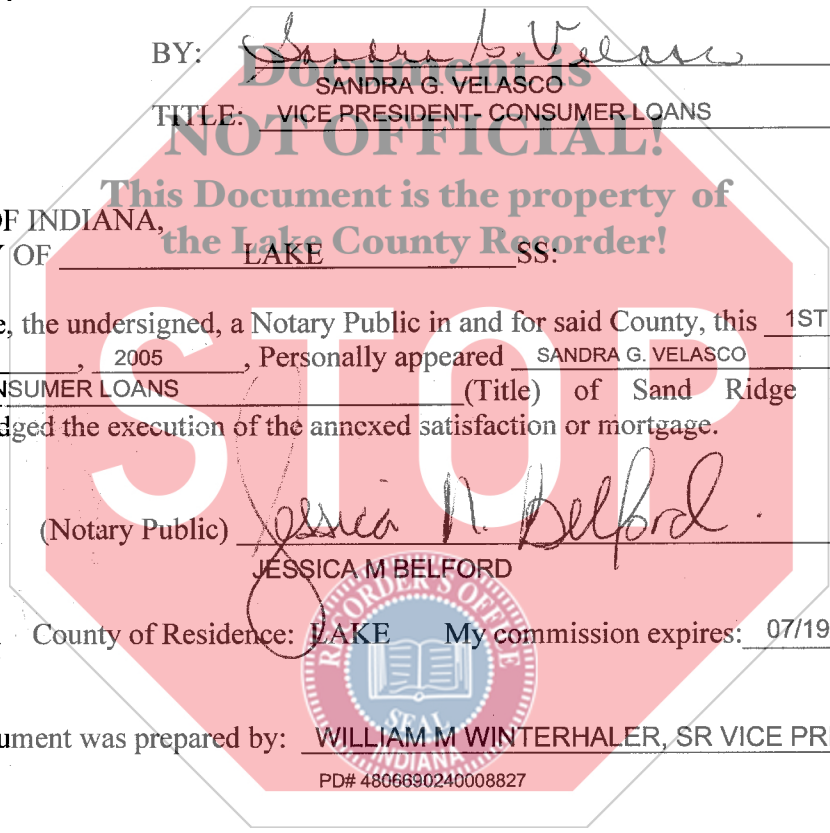 BY: Sandra G. Velasco
Document is
SANDRA G. VELASCO
TITLE: VICE PRESIDENT- CONSUMER LOANS
NOT OFFICIAL!
This Document is the property of
the Lake County Recorder!
OF INDIANA,
OF LAKE SS:
STOP
e, the undersigned, a Notary Public in and for said County, this 1ST
, 2005 , Personally appeared SANDRA G. VELASCO
NSUMER LOANS (Title) of Sand Ridge
dged the execution of the annexed satisfaction or mortgage.
(Notary Public) Jessica M. Belford.
JESSICA M BELFORD
RECORDER'S OFFICE
County of Residence: LAKE My commission expires: 07/19
SEAL
INDIANA
ument was prepared by: WILLIAM M WINTERHALER, SR VICE PR
PD# 4806690240008827